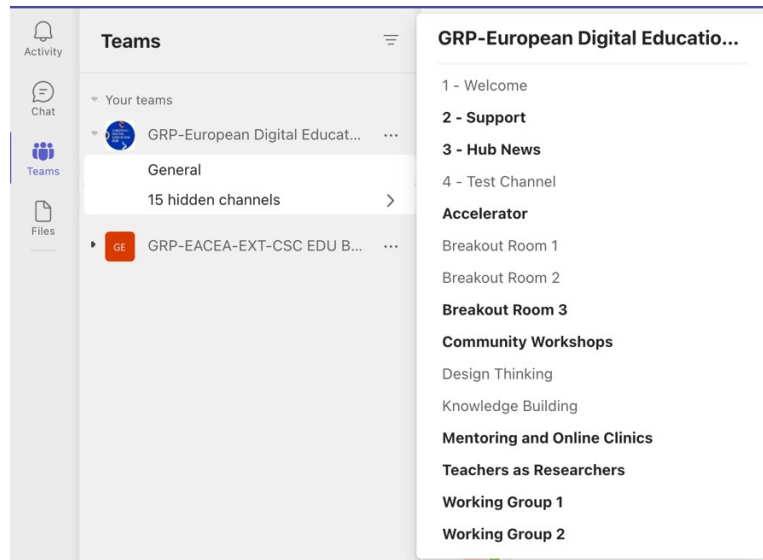 Activity
Chat
Teams
Files
Teams
Your teams
GRP-European Digital Educat...
General
15 hidden channels
GE
GRP-EACEA-EXT-CSC EDU B...
GRP-European Digital Educatio...
1 - Welcome
2 - Support
3 - Hub News
4 - Test Channel
Accelerator
Breakout Room 1
Breakout Room 2
Breakout Room 3
Community Workshops
Design Thinking
Knowledge Building
Mentoring and Online Clinics
Teachers as Researchers
Working Group 1
Working Group 2